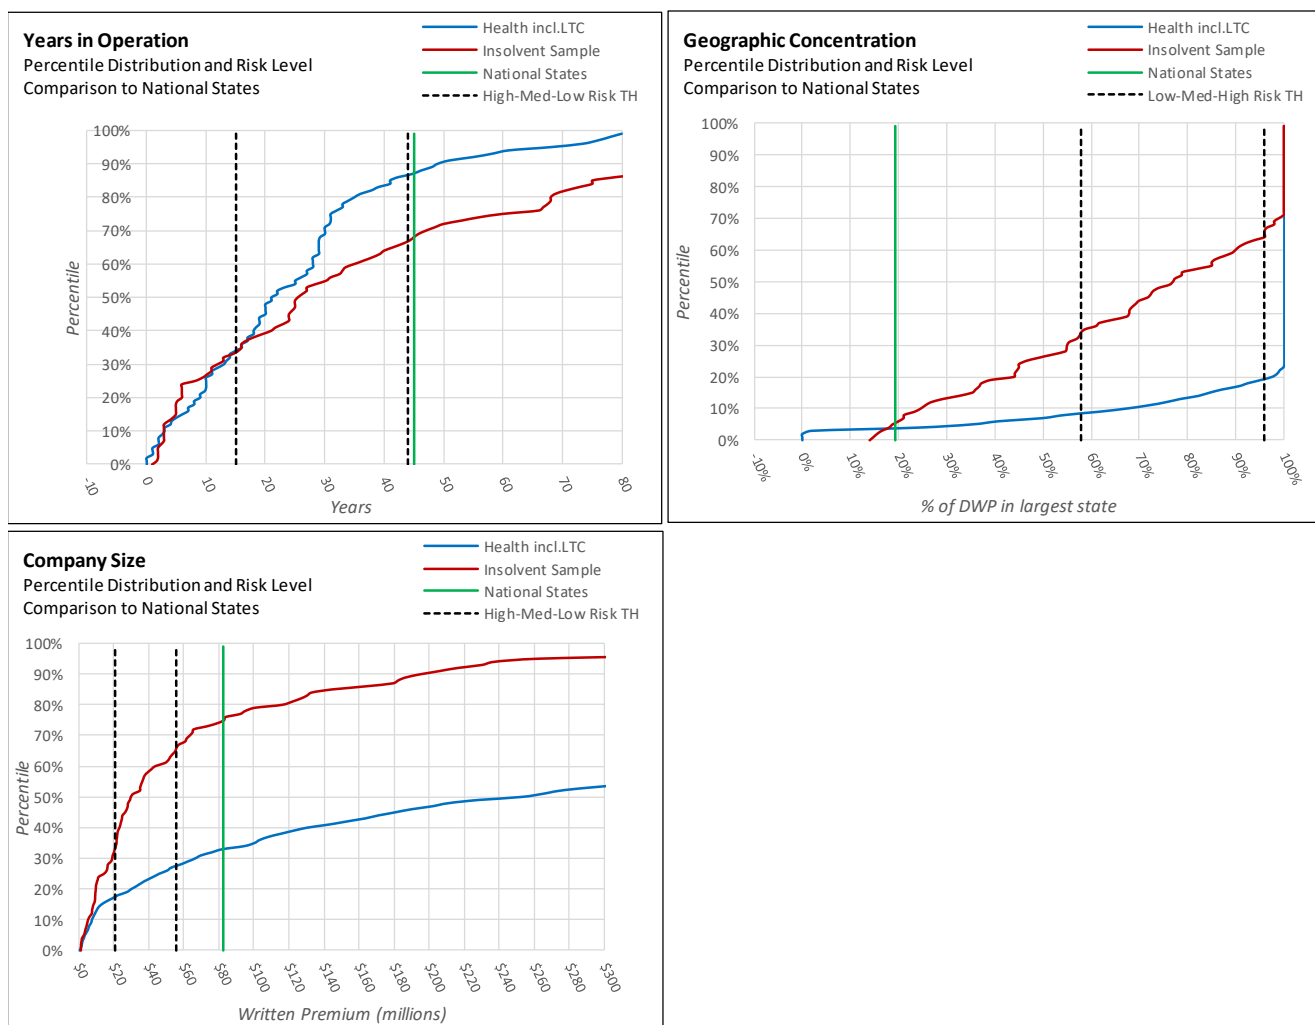 Years in Operation
Percentile Distribution and Risk Level
Comparison to National States
Health incl.LTC
Insolvent Sample
National States
High-Med-Low Risk TH
100%
90%
80%
70%
60%
50%
40%
30%
20%
10%
0%
Percentile
-10
0
10
20
30
40
50
60
70
80
Years
Geographic Concentration
Percentile Distribution and Risk Level
Comparison to National States
Health incl.LTC
Insolvent Sample
National States
Low-Med-High Risk TH
100%
90%
80%
70%
60%
50%
40%
30%
20%
10%
0%
Percentile
-10%
0%
10%
20%
30%
40%
50%
60%
70%
80%
90%
100%
% of DWP in largest state
Company Size
Percentile Distribution and Risk Level
Comparison to National States
Health incl.LTC
Insolvent Sample
National States
High-Med-Low Risk TH
100%
90%
80%
70%
60%
50%
40%
30%
20%
10%
0%
Percentile
$0
$20
$40
$60
$80
$100
$120
$140
$160
$180
$200
$220
$240
$260
$280
$300
Written Premium (millions)